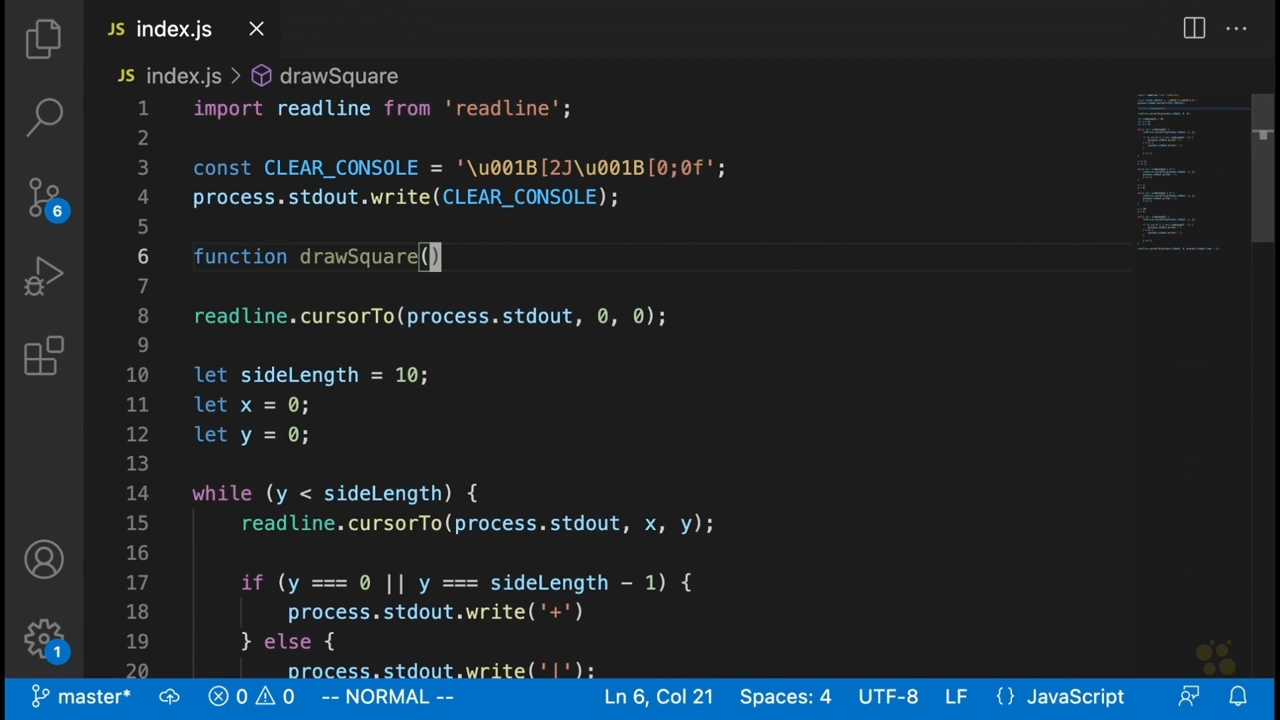 JS index.js
JS index.js > drawSquare
1 import readline from 'readline';
2
3 const CLEAR_CONSOLE = '\u001B[2J\u001B[0;0f';
4 process.stdout.write(CLEAR_CONSOLE);
5
6 function drawSquare()
7
8 readline.cursorTo(process.stdout, 0, 0);
9
10 let sideLength = 10;
11 let x = 0;
12 let y = 0;
13
14 while (y < sideLength) {
15 readline.cursorTo(process.stdout, x, y);
16
17 if (y === 0 || y === sideLength - 1) {
18 process.stdout.write('+')
19 } else {
20 process.stdout.write('|');
6
1
master* 0 0 -- NORMAL -- Ln 6, Col 21 Spaces: 4 UTF-8 LF {} JavaScript